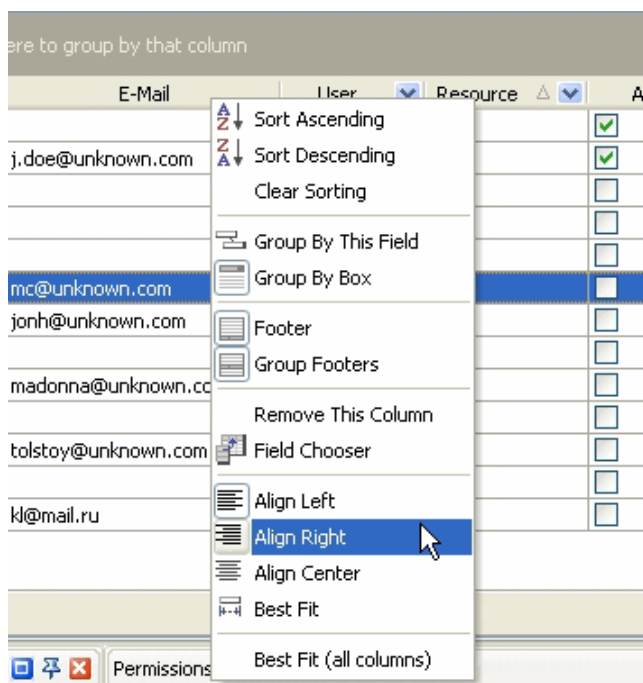 ere to group by that column
E-Mail User Resource A
Sort Ascending
j.doe@unknown.com Sort Descending
Clear Sorting
Group By This Field
mc@unknown.com Group By Box
jonh@unknown.com Footer
Group Footers
madonna@unknown.co
Remove This Column
tolstoy@unknown.com Field Chooser
Align Left
kl@mail.ru
Align Right
Align Center
Best Fit
Permissions Best Fit (all columns)